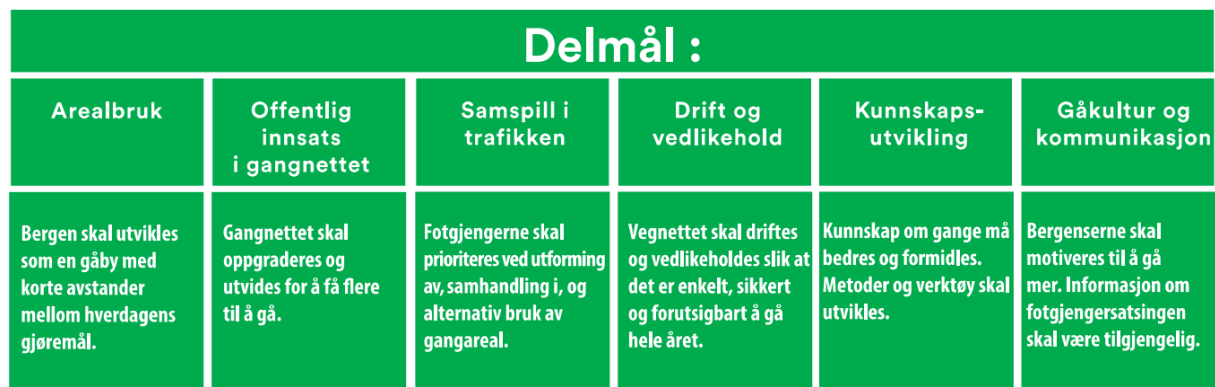 Delmål :
Arealbruk
Offentlig
innsats
i gangnettet
Samspill i
trafikken
Drift og
vedlikehold
Kunnskaps-
utvikling
Gåkultur og
kommunikasjon
Bergen skal utvikles
som en gåby med
korte avstander
mellom hverdagens
gjøremål.
Gangnettet skal
oppgraderes og
utvides for å få flere
til å gå.
Fotgjengerne skal
prioriteres ved utforming
av, samhandling i, og
alternativ bruk av
gangareal.
Vegnettet skal driftes
og vedlikeholdes slik at
det er enkelt, sikkert
og forutsigbart å gå
hele året.
Kunnskap om gange må
bedres og formidles.
Metoder og verktøy skal
utvikles.
Bergenserne skal
motiveres til å gå
mer. Informasjon om
fotgjengersatsingen
skal være tilgjengelig.